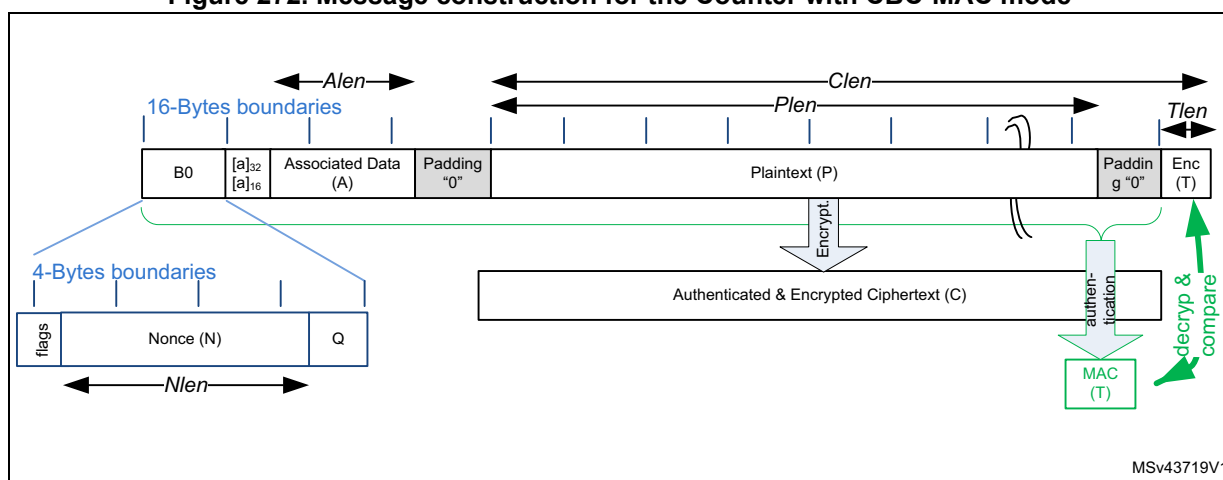 Figure 272. Message construction for the Counter with CBC-MAC mode
Alen
Clen
16-Bytes boundaries
Plen
Tlen
B0
[a]32
[a]16
Associated Data
(A)
Padding
"0"
Plaintext (P)
Paddin
g "0"
Enc
(T)
Encrypt.
4-Bytes boundaries
Authenticated & Encrypted Ciphertext (C)
authen-
tication
decryp &
compare
flags
Nonce (N)
Q
Nlen
MAC
(T)
MSv43719V1